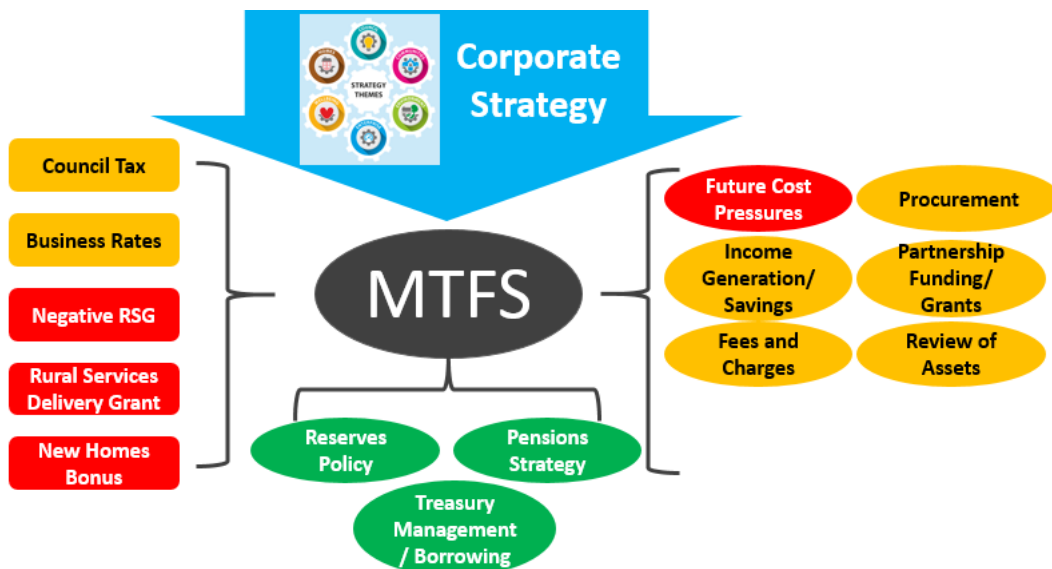 Corporate
Strategy
STRATEGY
THEMES
Council Tax
Business Rates
Negative RSG
Rural Services
Delivery Grant
New Homes
Bonus
MTFS
Future Cost
Pressures
Procurement
Income
Generation/
Savings
Partnership
Funding/
Grants
Fees and
Charges
Review of
Assets
Reserves
Policy
Pensions
Strategy
Treasury
Management
/ Borrowing